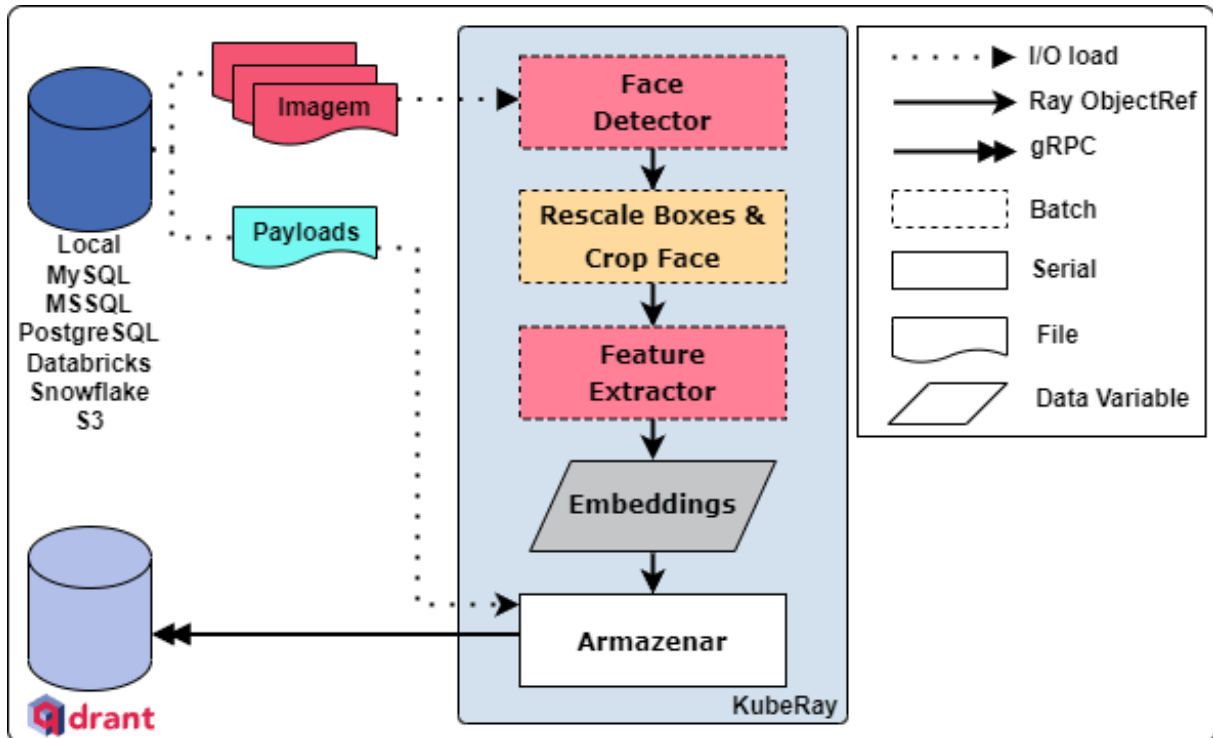 Imagem
Payloads
Local
MySQL
MSSQL
PostgreSQL
Databricks
Snowflake
S3
qdrant
Face
Detector
Rescale Boxes &
Crop Face
Feature
Extractor
Embeddings
Armazenar
KubeRay
I/O load
Ray ObjectRef
gRPC
Batch
Serial
File
Data Variable